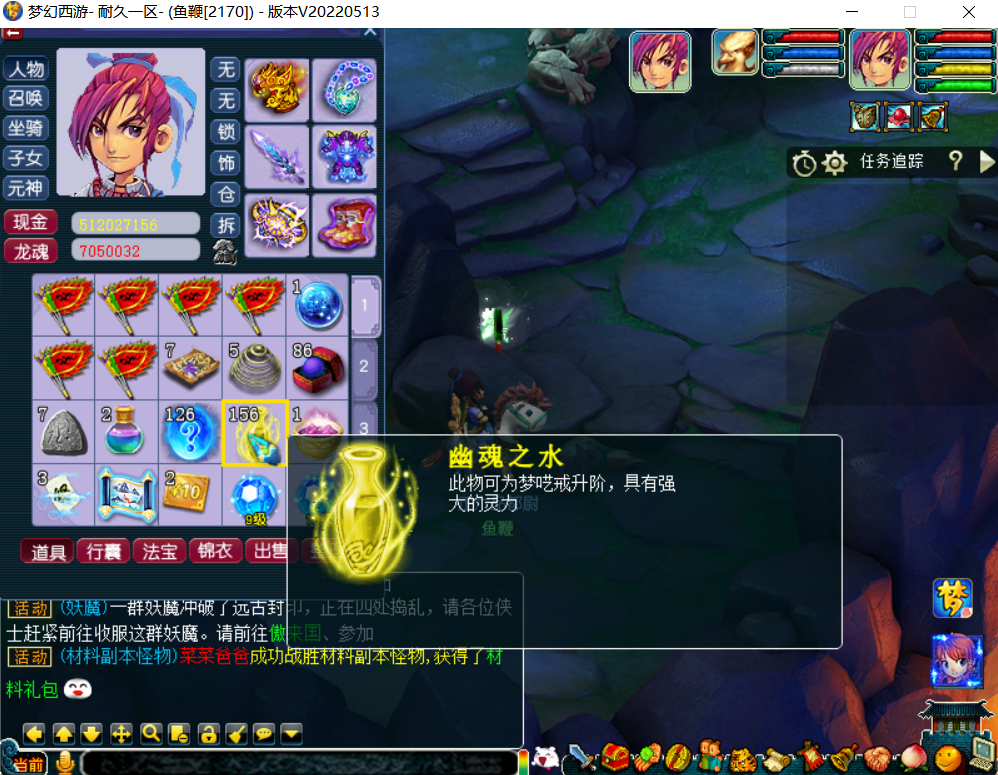 梦幻西游- 耐久一区- (鱼鞭[2170]) - 版本V20220513
人物
召唤
坐骑
子女
元神
无
无
锁
饰
仓
拆
现金
512027156
龙魂
7050032
任务追踪
1
1
7
5
86
2
7
2
126
156
1
3
3
2
10
9级
幽魂之水
此物可为梦呓戒升阶，具有强
大的灵力
鱼鞭
道具
行囊
法宝
锦衣
出售
活动 (妖魔)一群妖魔冲破了远古封印，正在四处捣乱，请各位侠
士赶紧前往收服这群妖魔。请前往傲来国、参加
活动 (材料副本怪物)菜菜爸爸成功战胜材料副本怪物,获得了材
料礼包
梦
当前